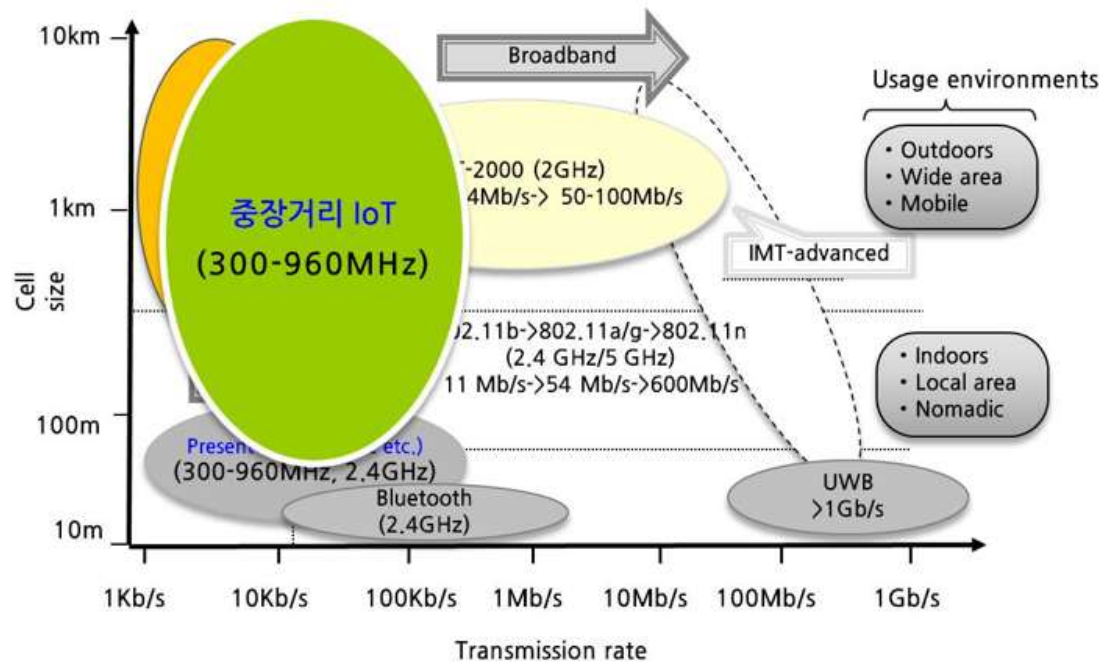 10km
1km
100m
10m
Cell
size
Broadband
Usage environments
• Outdoors
• Wide area
• Mobile
-2000 (2GHz)
4Mb/s-> 50-100Mb/s
중장거리 IoT
(300-960MHz)
IMT-advanced
02.11b->802.11a/g->802.11n
(2.4 GHz/5 GHz)
11 Mb/s->54 Mb/s->600Mb/s
• Indoors
• Local area
• Nomadic
Present etc.)
(300-960MHz, 2.4GHz)
Bluetooth
(2.4GHz)
UWB
>1Gb/s
1Kb/s 10Kb/s 100Kb/s 1Mb/s 10Mb/s 100Mb/s 1Gb/s
Transmission rate